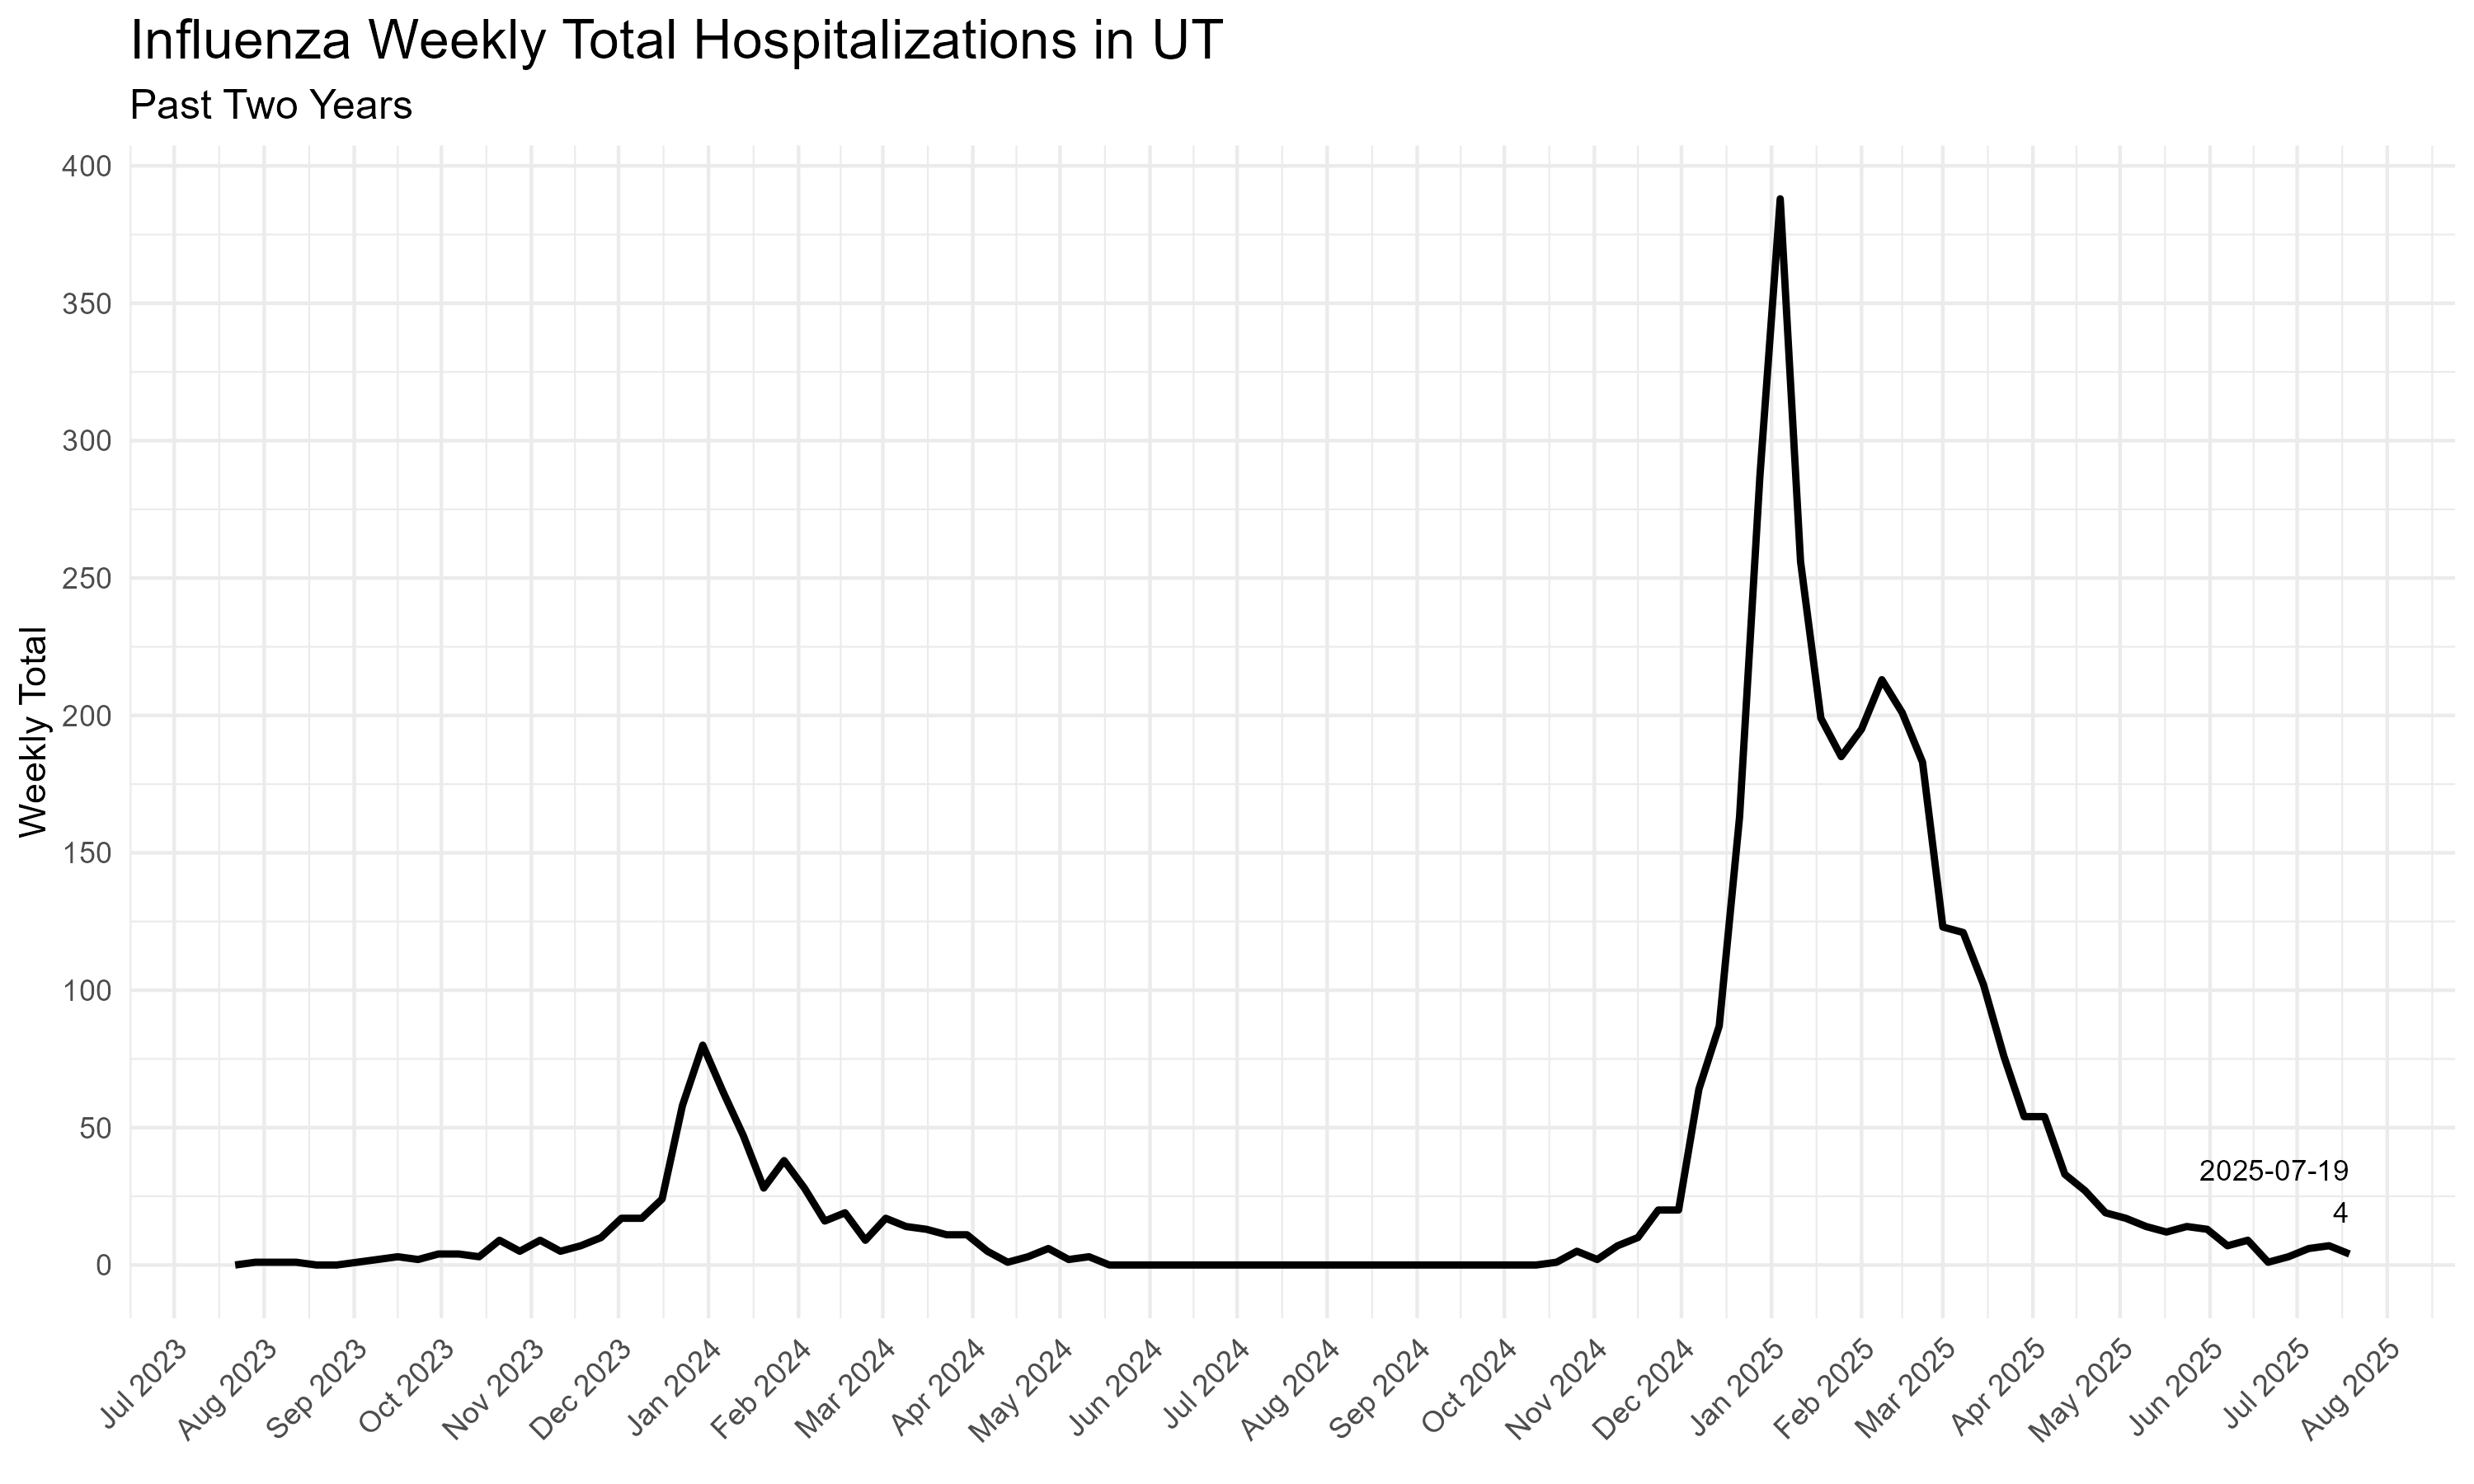 Influenza Weekly Total Hospitalizations in UT
Past Two Years
Weekly Total
400
350
300
250
200
150
100
50
0
2025-07-19
4
Jul 2023
Aug 2023
Sep 2023
Oct 2023
Nov 2023
Dec 2023
Jan 2024
Feb 2024
Mar 2024
Apr 2024
May 2024
Jun 2024
Jul 2024
Aug 2024
Sep 2024
Oct 2024
Nov 2024
Dec 2024
Jan 2025
Feb 2025
Mar 2025
Apr 2025
May 2025
Jun 2025
Jul 2025
Aug 2025